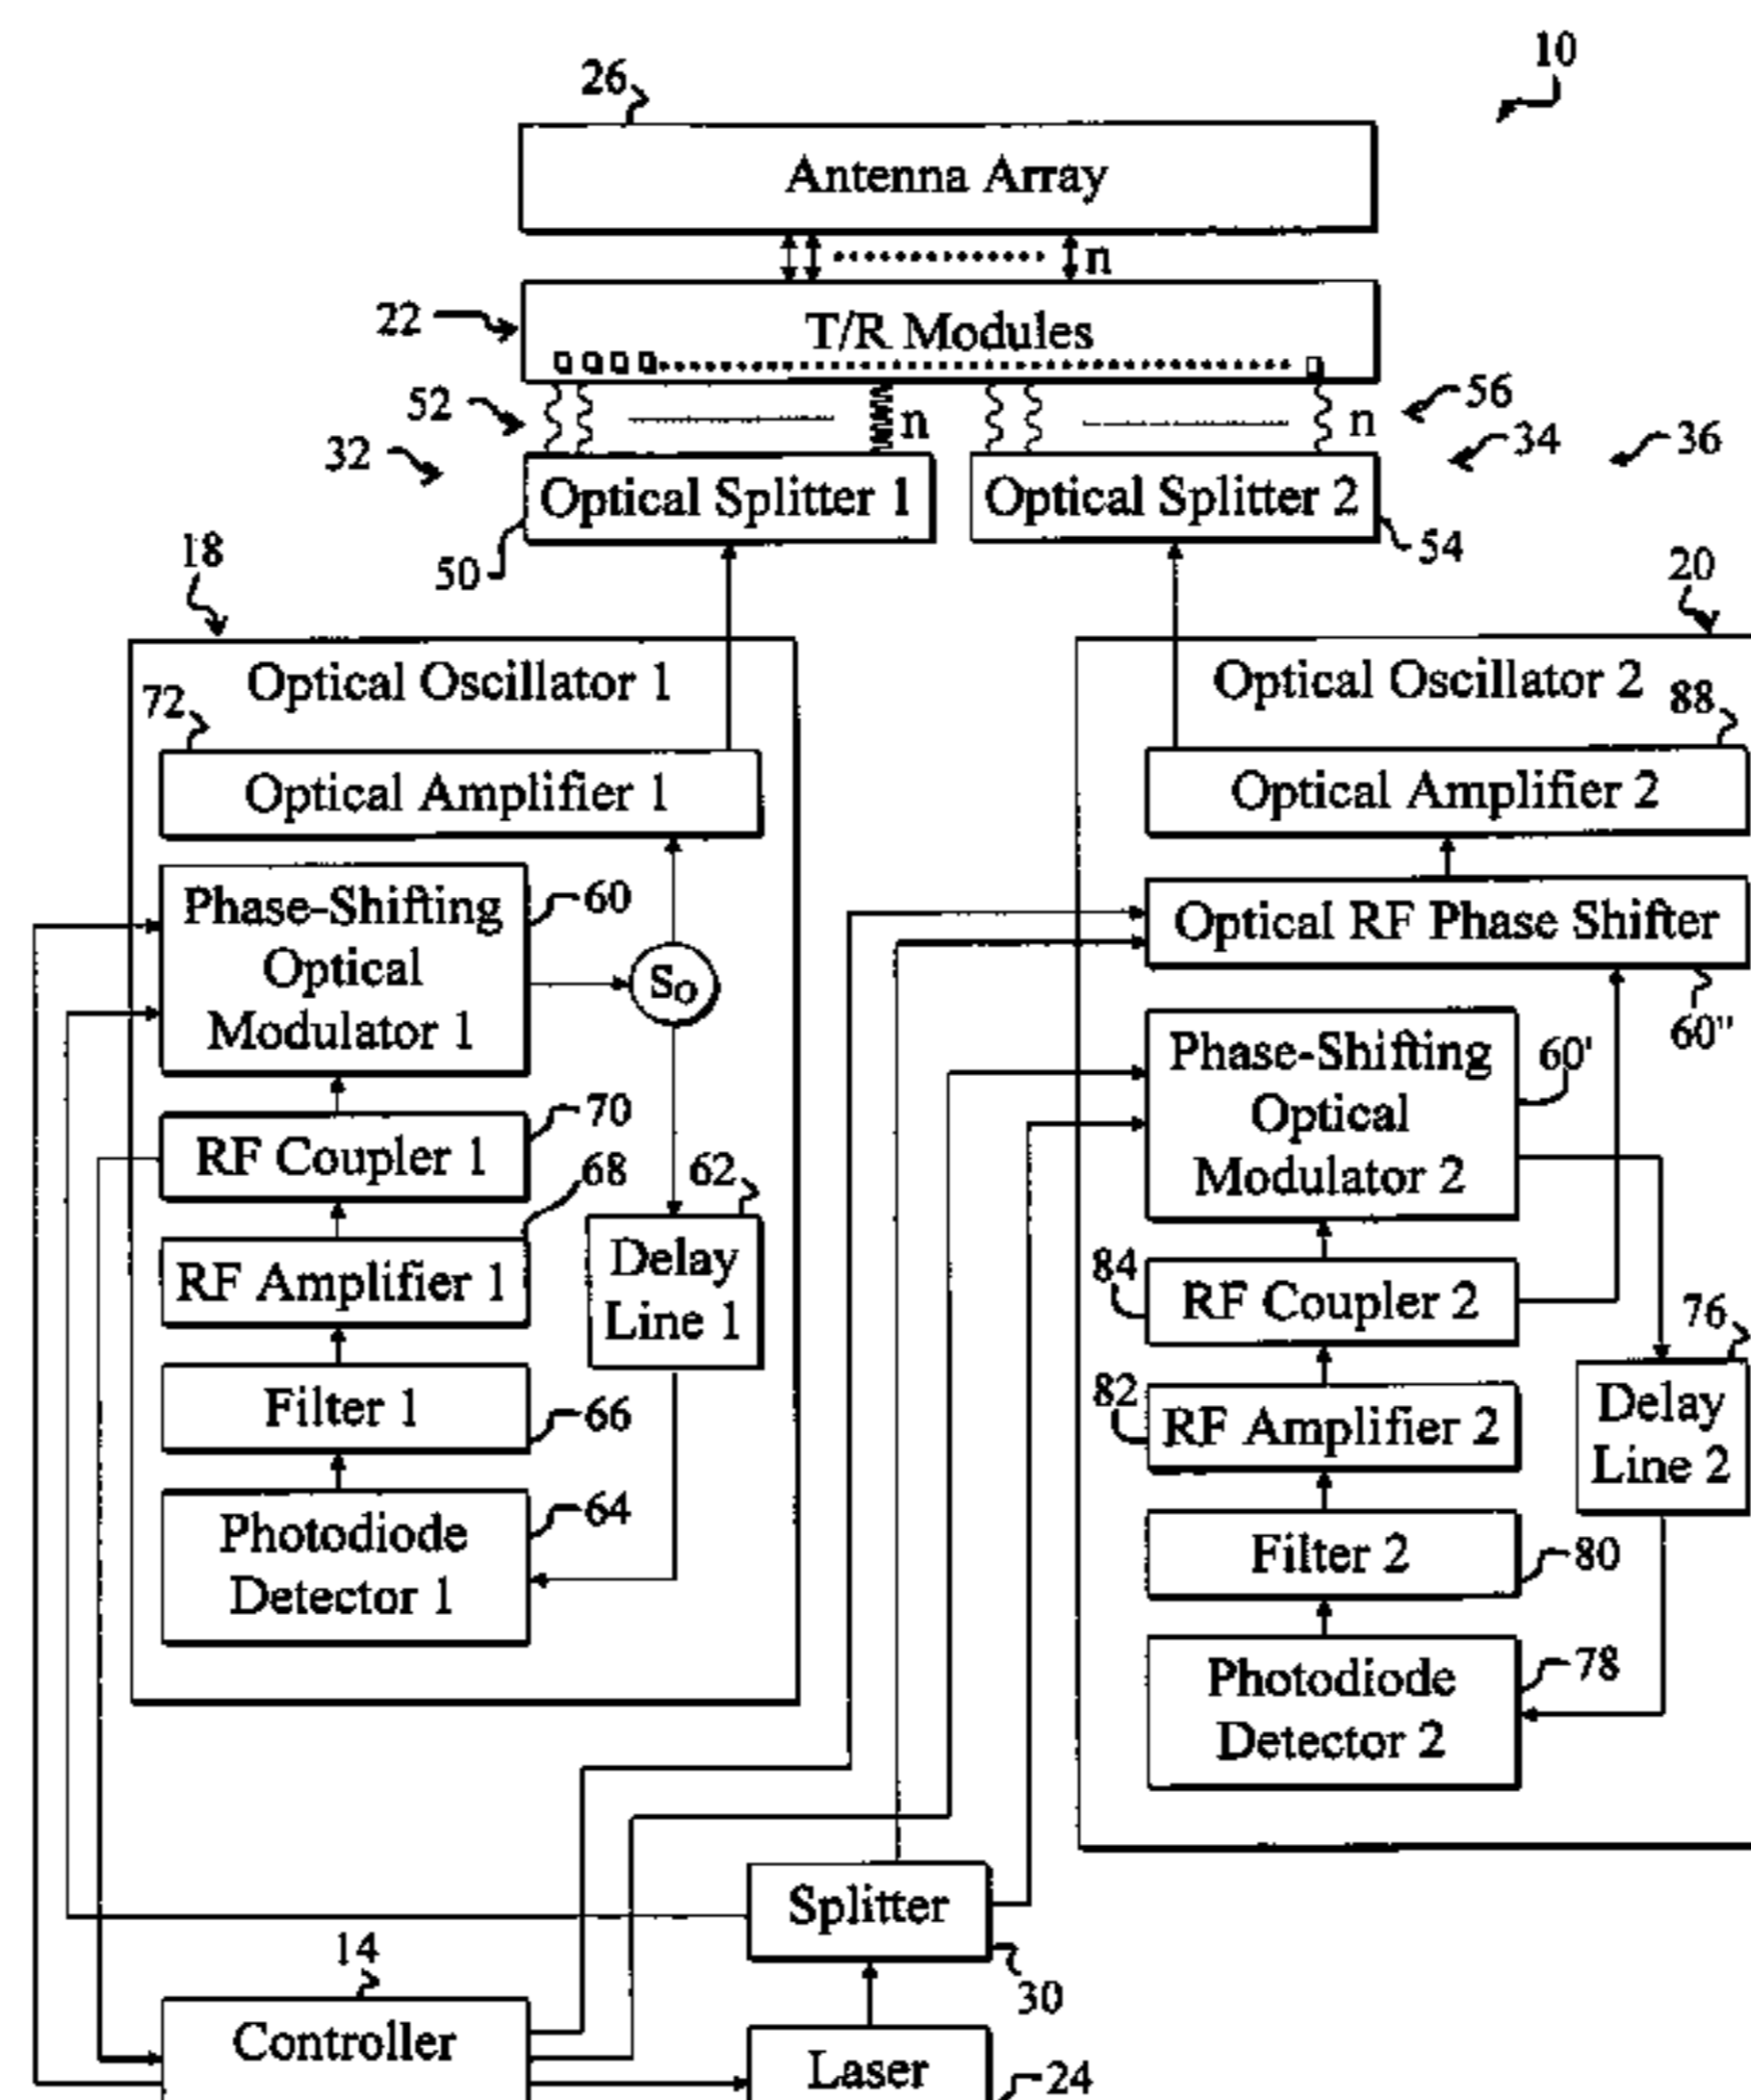 10
26
Antenna Array
n
22
T/R Modules
52
n
n
56
32
34
36
Optical Splitter 1
Optical Splitter 2
50
54
18
20
Optical Oscillator 1
Optical Oscillator 2
72
88
Optical Amplifier 1
Optical Amplifier 2
Phase-Shifting
Optical
Modulator 1
60
So
Optical RF Phase Shifter
60"
Phase-Shifting
Optical
Modulator 2
60'
RF Coupler 1
70
68
62
RF Amplifier 1
Delay
Line 1
84
RF Coupler 2
76
Filter 1
66
82
RF Amplifier 2
Delay
Line 2
Photodiode
Detector 1
64
Filter 2
80
Photodiode
Detector 2
78
Splitter
30
14
Controller
Laser
24